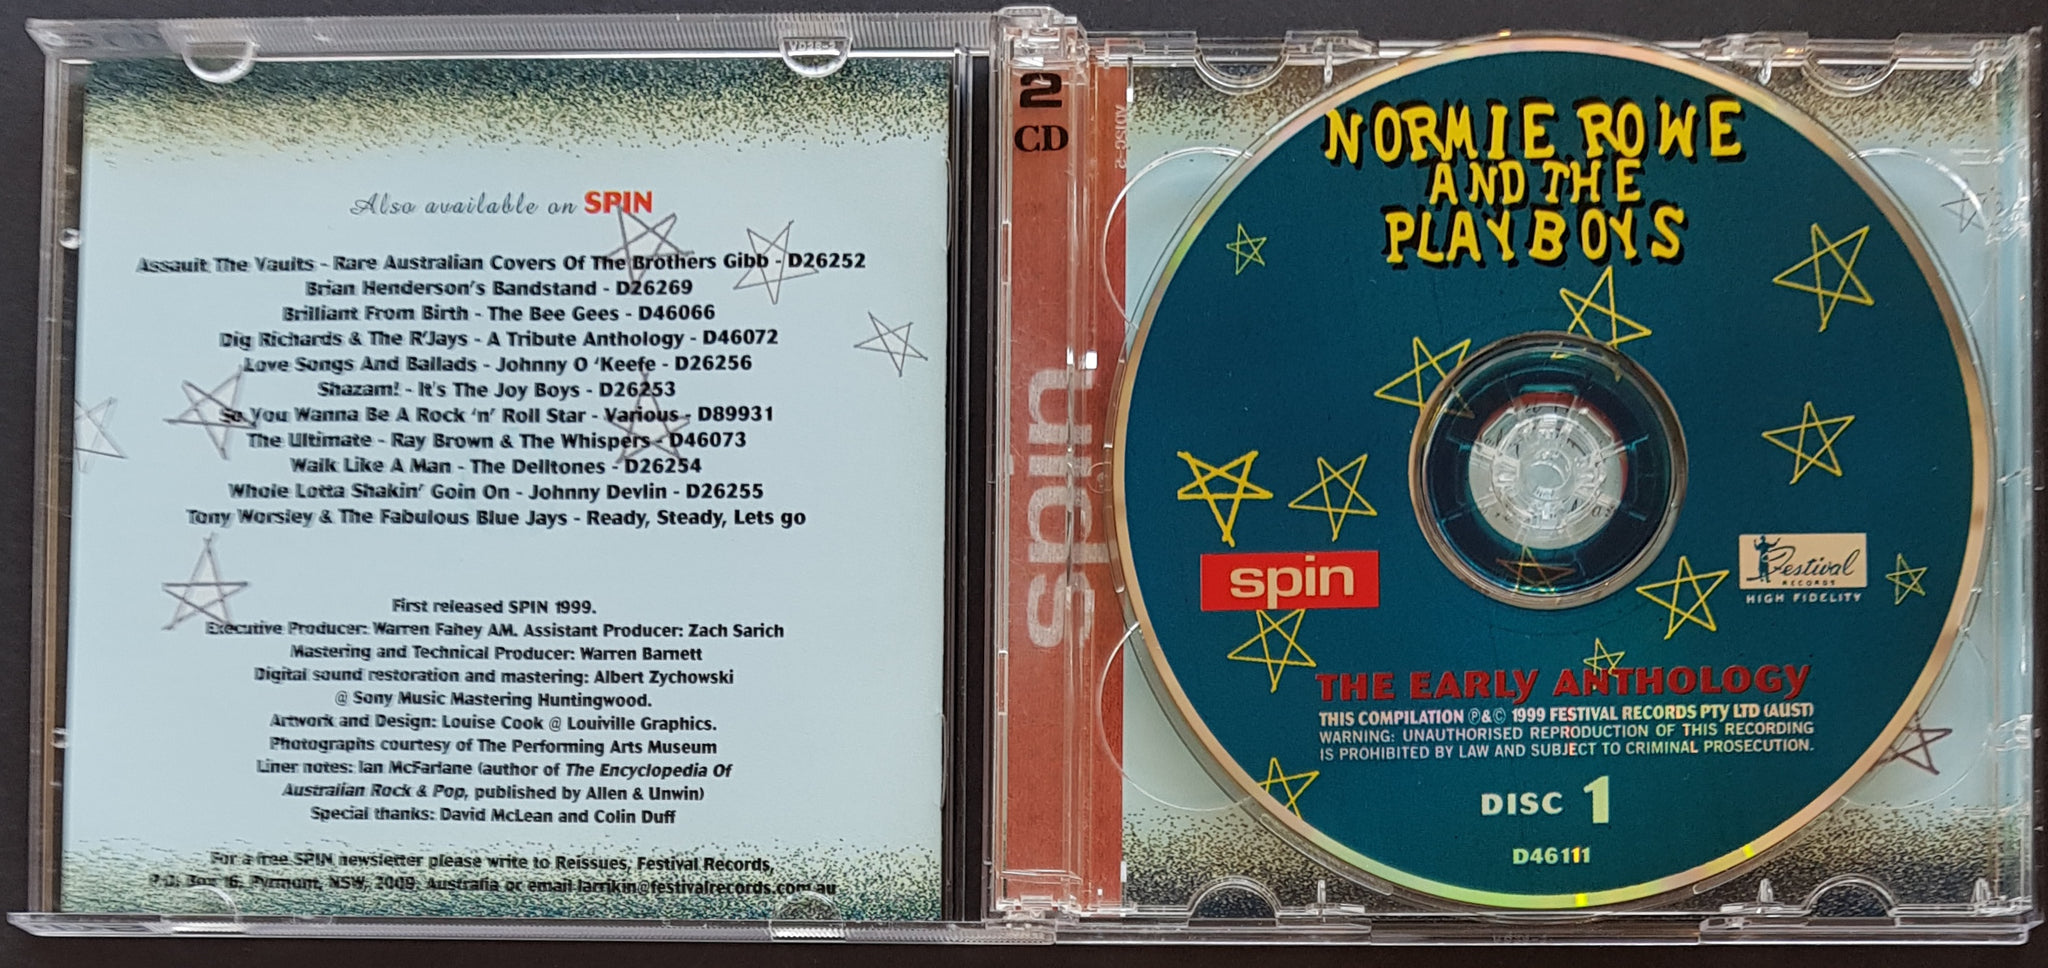 Also available on SPIN
Assault The Vaults - Rare Australian Covers Of The Brothers Gibb - D26252
Brian Henderson's Bandstand - D26269
Brilliant From Birth - The Bee Gees - D46066
Dig Richards & The R'Jays - A Tribute Anthology - D46072
Love Songs And Ballads - Johnny O 'Keefe - D26256
Shazam! - It's The Joy Boys - D26253
So You Wanna Be A Rock 'n' Roll Star - Various - D89931
The Ultimate - Ray Brown & The Whispers - D46073
Walk Like A Man - The Delltones - D26254
Whole Lotta Shakin' Goin On - Johnny Devlin - D26255
Tony Worsley & The Fabulous Blue Jays - Ready, Steady, Lets go
First released SPIN 1999.
Executive Producer: Warren Fahey AM. Assistant Producer: Zach Sarich
Mastering and Technical Producer: Warren Barnett
Digital sound restoration and mastering: Albert Zychowski
@ Sony Music Mastering Huntingwood.
Artwork and Design: Louise Cook @ Louiville Graphics.
Photographs courtesy of The Performing Arts Museum
Liner notes: Ian McFarlane (author of The Encyclopedia Of
Australian Rock & Pop, published by Allen & Unwin)
Special thanks: David McLean and Colin Duff
For a free SPIN newsletter please write to Reissues, Festival Records,
P.O. Box 16, Pyrmont, NSW, 2009, Australia or email larrikin@festivalrecords.com.au
2
CD
spin
NORMIE ROWE
AND THE
PLAYBOYS
spin
Festival
RECORDS
HIGH FIDELITY
THE EARLY ANTHOLOGY
THIS COMPILATION ℗&© 1999 FESTIVAL RECORDS PTY LTD (AUST)
WARNING: UNAUTHORISED REPRODUCTION OF THIS RECORDING
IS PROHIBITED BY LAW AND SUBJECT TO CRIMINAL PROSECUTION.
DISC 1
D46111